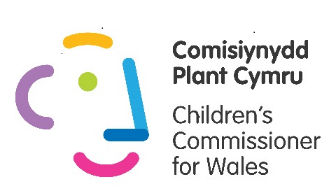 Comisiynydd
Plant Cymru
Children's
Commissioner
for Wales